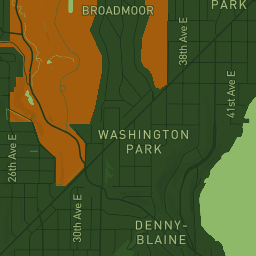 PARK
BROADMOOR
38th Ave E
41st Ave E
WASHINGTON
PARK
26th Ave E
30th Ave E
DENNY-
BLAINE